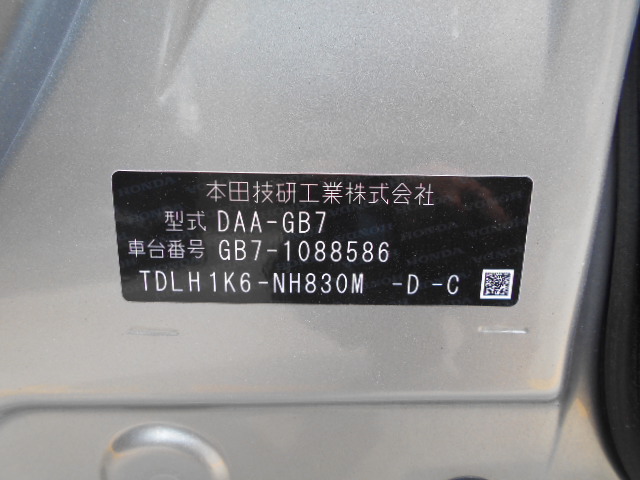 本田技研工業株式会社
型式 DAA-GB7
車台番号 GB7-1088586
TDLH1K6-NH830M -D-C